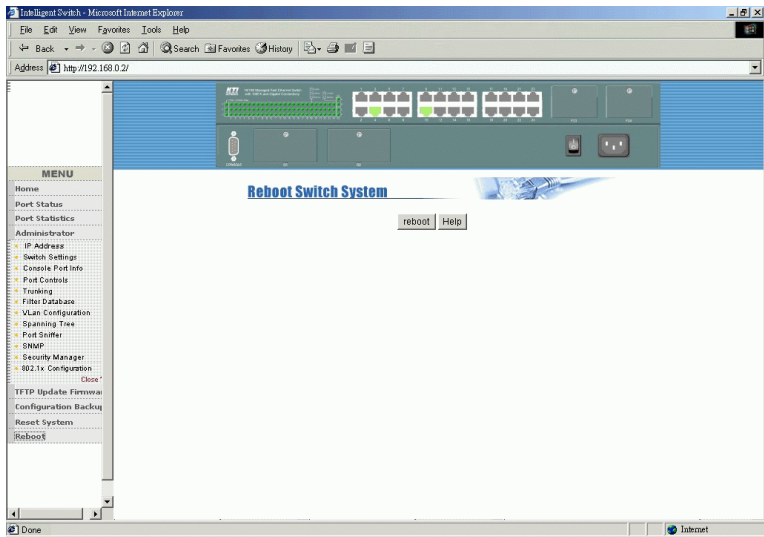 Intelligent Switch - Microsoft Internet Explorer
File Edit View Favorites Tools Help
Back Search Favorites History
Address http://192.168.0.2/
MENU
Home
Port Status
Port Statistics
Administrator
IP Address
Switch Settings
Console Port Info
Port Controls
Trunking
Filter Database
VLan Configuration
Spanning Tree
Port Sniffer
SNMP
Security Manager
802.1x Configuration
Close
TFTP Update Firmwa
Configuration Backup
Reset System
Reboot
Reboot Switch System
reboot Help
Done Internet